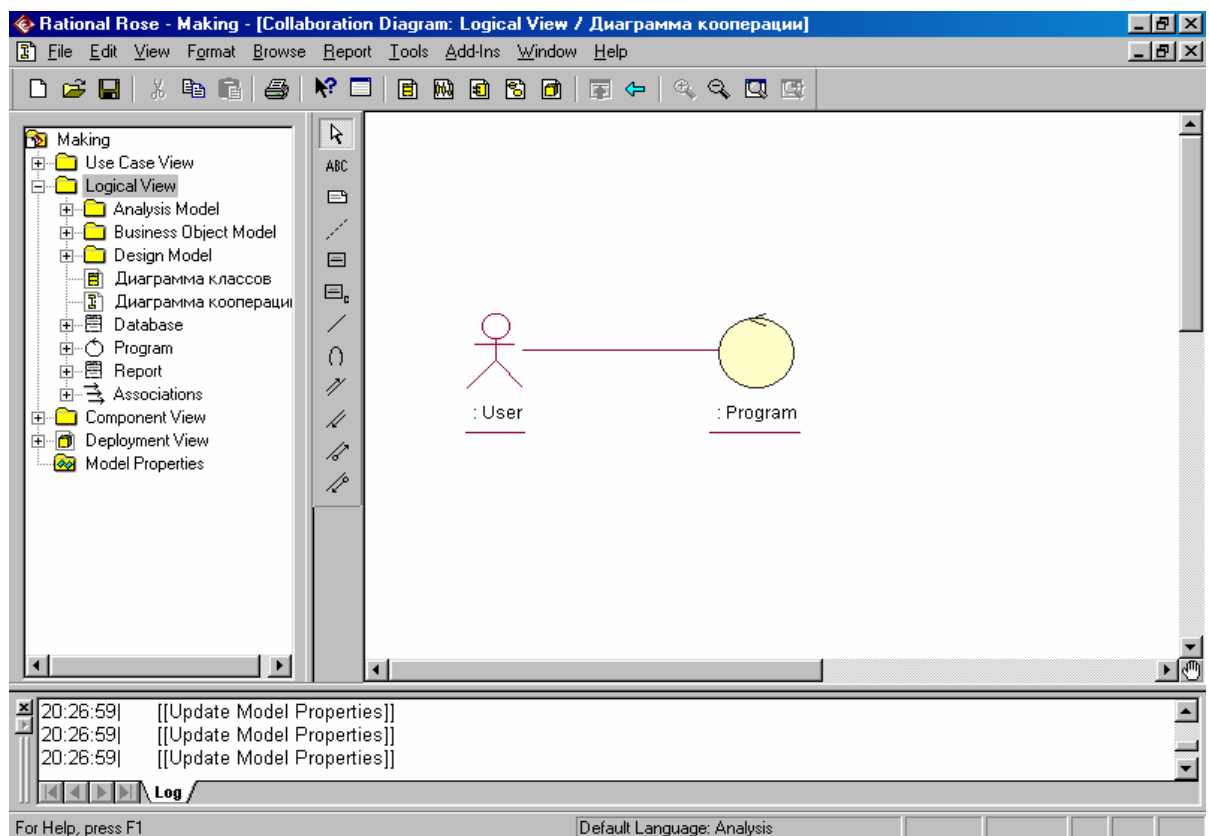 Rational Rose - Making - [Collaboration Diagram: Logical View / Диаграмма кооперации]
File Edit View Format Browse Report Tools Add-Ins Window Help
Making
Use Case View
Logical View
Analysis Model
Business Object Model
Design Model
Диаграмма классов
Диаграмма кооперации
Database
Program
Report
Associations
Component View
Deployment View
Model Properties
ABC
: User
: Program
20:26:59| [[Update Model Properties]]
20:26:59| [[Update Model Properties]]
20:26:59| [[Update Model Properties]]
Log
For Help, press F1
Default Language: Analysis